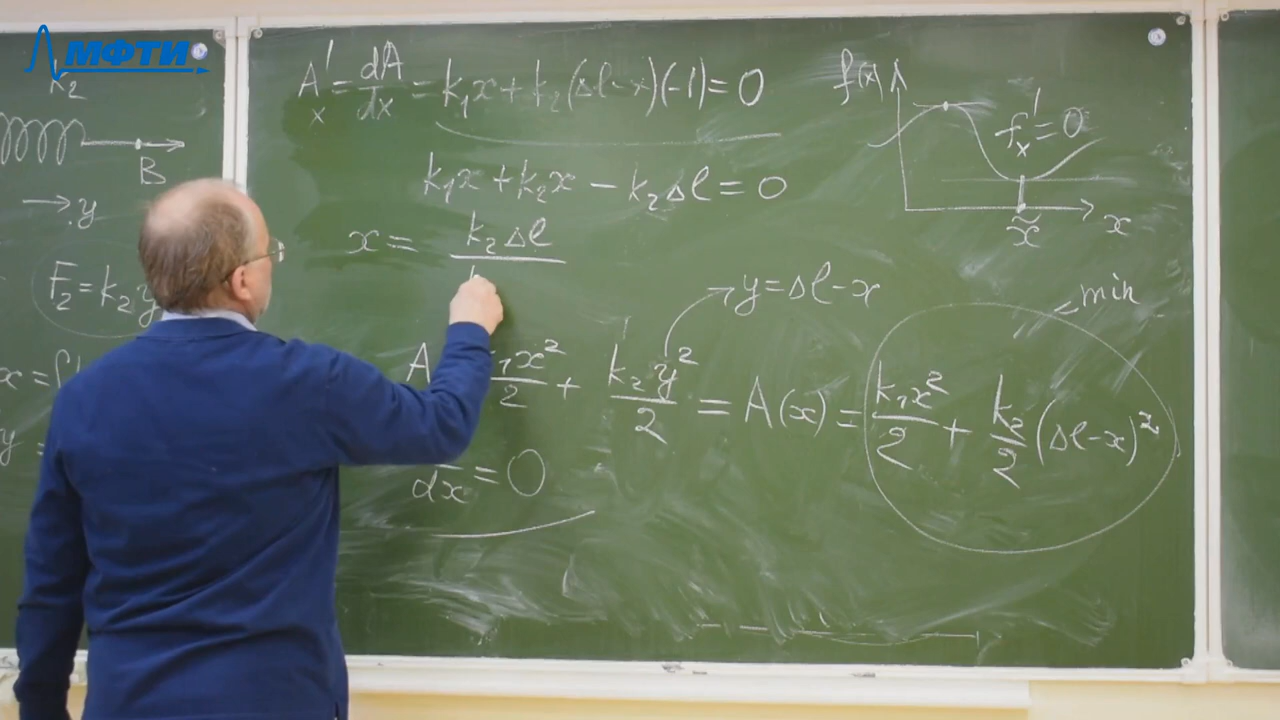 МФТИ
k₂
B
y
F₂ = k₂y
x =
y =
A'ₓ = dA/dx = k₁x + k₂(Δl-x)(-1) = 0
k₁x + k₂x - k₂Δl = 0
x = k₂Δl
f(x)
f'ₓ = 0
x̃
x
y = Δl-x
min
A k₁x²/2 + k₂y²/2 = A(x) = k₁x²/2 + k₂/2 (Δl-x)²
dx = 0